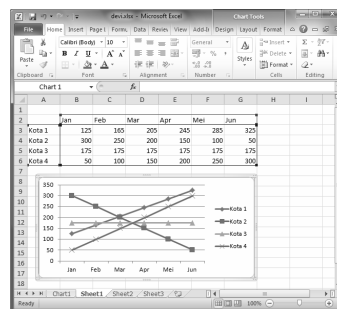 devi.xlsx - Microsoft Excel
Chart Tools
File Home Insert Page l Formu Data Review View Add-In Design Layout Format
Calibri (Body) 10
General
Insert
Delete
Format
Paste
Styles
Clipboard Font Alignment Number Cells Editing
Chart 1 fx
A B C D E F G H I
1
2 Jan Feb Mar Apr Mei Jun
3 Kota 1 125 165 205 245 285 325
4 Kota 2 300 250 200 150 100 50
5 Kota 3 175 175 175 175 175 175
6 Kota 4 50 100 150 200 250 300
7
8
9
10
11
12
13
14
15
16
17
18
350
300
250
200
150
100
50
0
Jan Feb Mar Apr Mei Jun
Kota 1
Kota 2
Kota 3
Kota 4
Chart1 Sheet1 Sheet2 Sheet3
Ready 100%